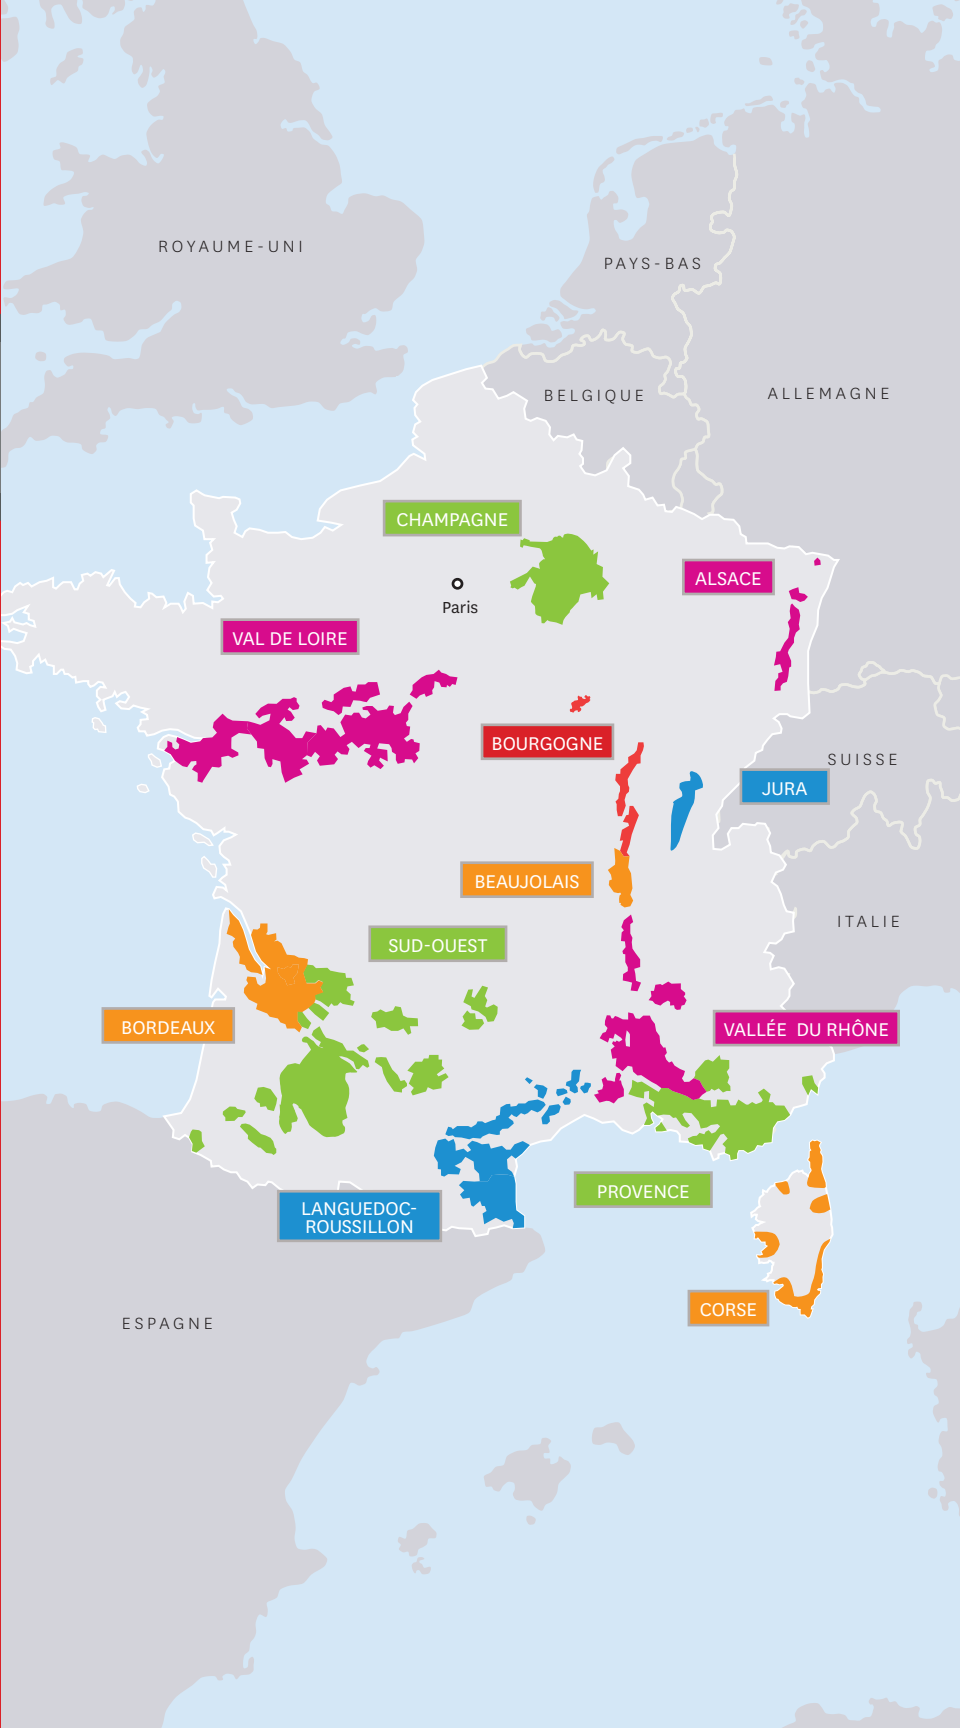 ROYAUME-UNI
PAYS-BAS
BELGIQUE
ALLEMAGNE
CHAMPAGNE
ALSACE
Paris
VAL DE LOIRE
BOURGOGNE
SUISSE
JURA
BEAUJOLAIS
ITALIE
SUD-OUEST
BORDEAUX
VALLÉE DU RHÔNE
PROVENCE
LANGUEDOC-
ROUSSILLON
CORSE
ESPAGNE